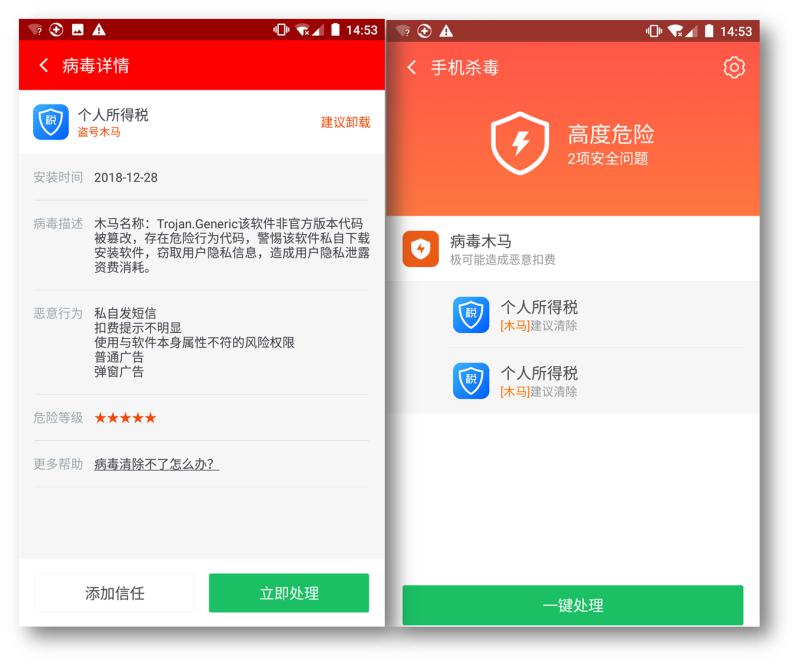 14:53
病毒详情
税
个人所得税
盗号木马
建议卸载
安装时间 2018-12-28
病毒描述 木马名称：Trojan.Generic该软件非官方版本代码
被篡改，存在危险行为代码，警惕该软件私自下载
安装软件，窃取用户隐私信息，造成用户隐私泄露
资费消耗。
恶意行为 私自发短信
扣费提示不明显
使用与软件本身属性不符的风险权限
普通广告
弹窗广告
危险等级 ★★★★★
更多帮助 病毒清除不了怎么办？
添加信任 立即处理
14:53
手机杀毒
高度危险
2项安全问题
病毒木马
极可能造成恶意扣费
税
个人所得税
[木马]建议清除
税
个人所得税
[木马]建议清除
一键处理